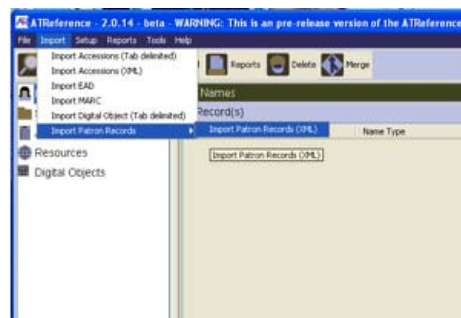 ATReference - 2.0.14 - beta - WARNING: This is an pre-release version of the ATReference
File Import Setup Reports Tools Help
Import Accessions (Tab delimited)
Import Accessions (XML)
Import EAD
Import MARC
Import Digital Object (Tab delimited)
Import Patron Records
Import Patron Records (XML)
Import Patron Records (XML)
Reports Delete Merge
Names
Record(s)
Name Type
Resources
Digital Objects